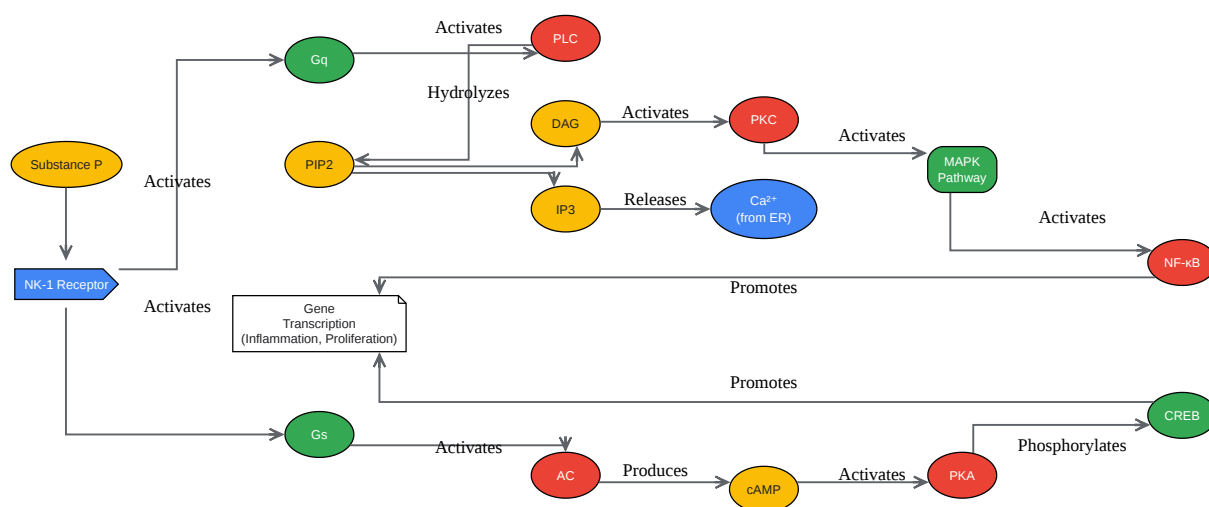 Activates
PLC
Gq
Hydrolyzes
DAG
Activates
PKC
Activates
Substance P
Activates
PIP2
MAPK
Pathway
IP3
Releases
Ca²⁺
(from ER)
Activates
NF-κB
NK-1 Receptor
Activates
Promotes
Gene
Transcription
(Inflammation, Proliferation)
Promotes
CREB
Gs
Activates
Phosphorylates
AC
Produces
cAMP
Activates
PKA